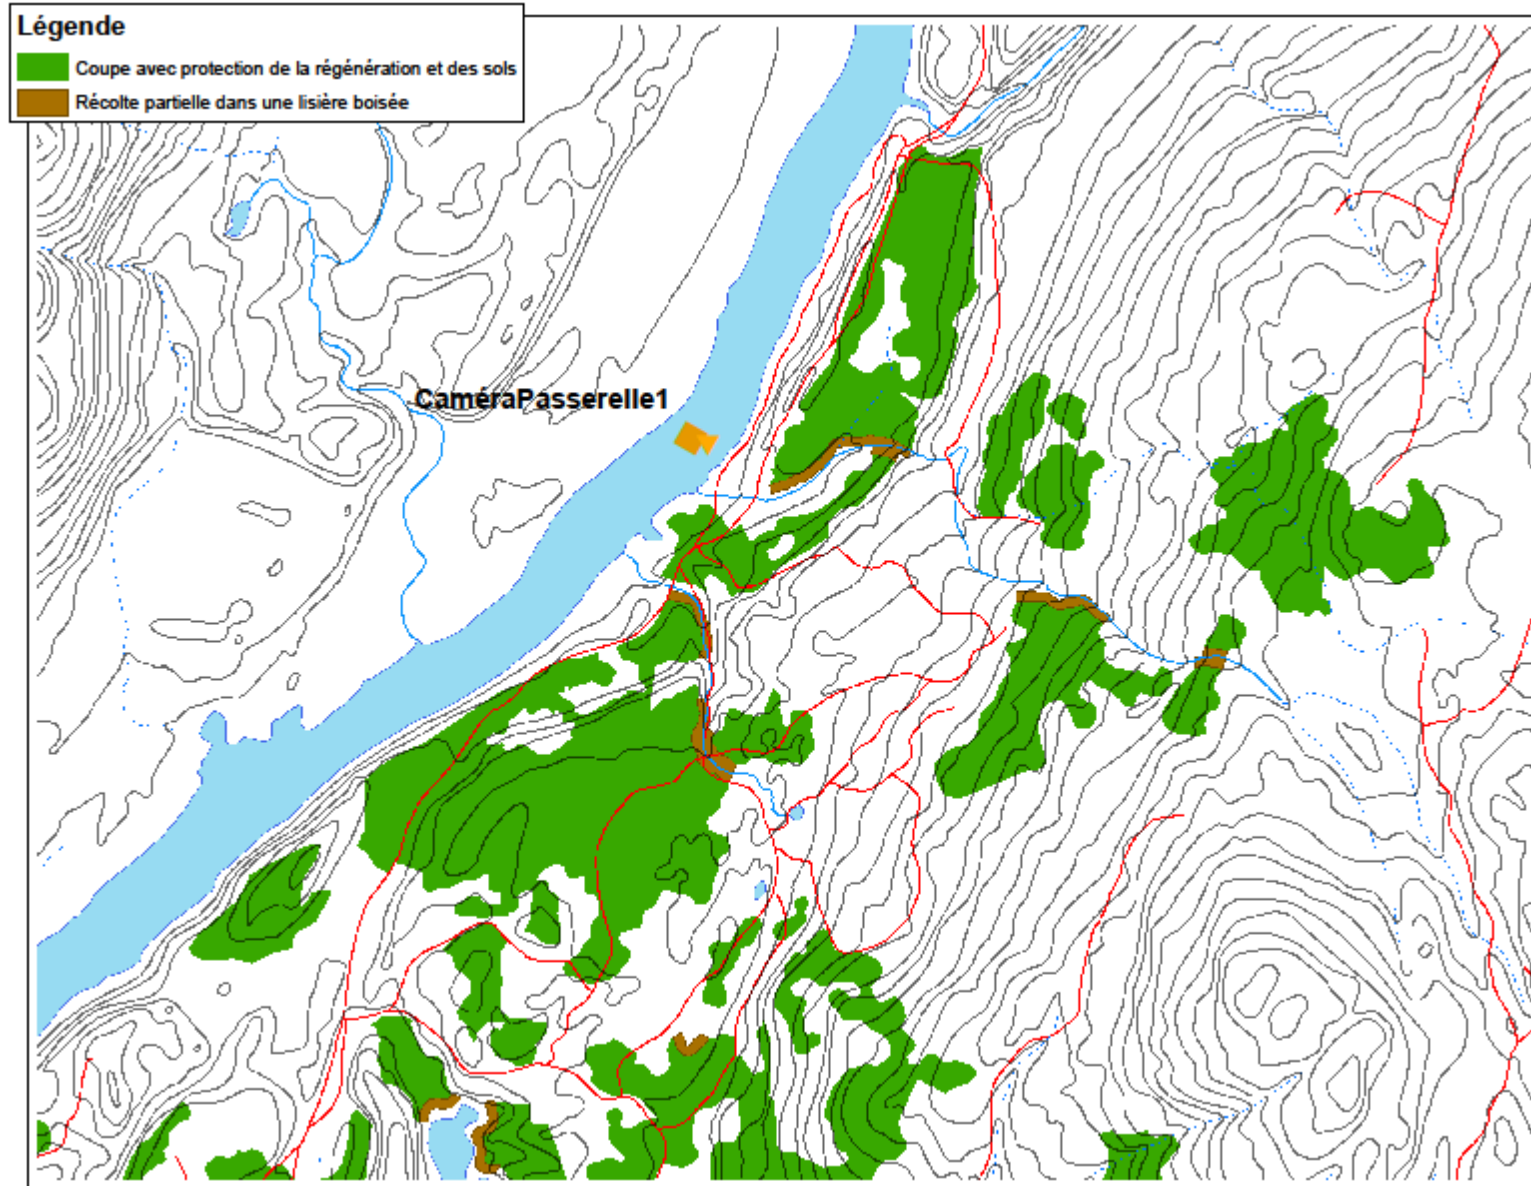 Légende
Coupe avec protection de la régénération et des sols
Récolte partielle dans une lisière boisée
CaméraPasserelle1